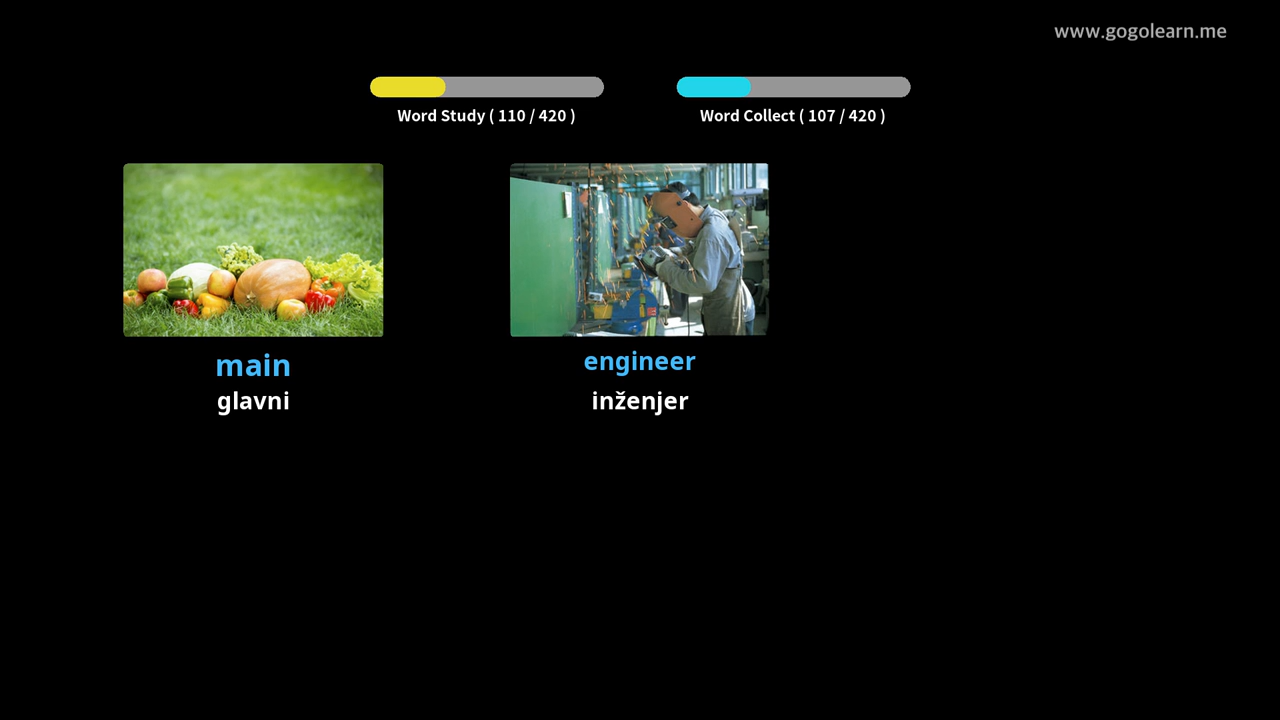 www.gogolearn.me
Word Study ( 110 / 420 )
Word Collect ( 107 / 420 )
main
glavni
engineer
inženjer